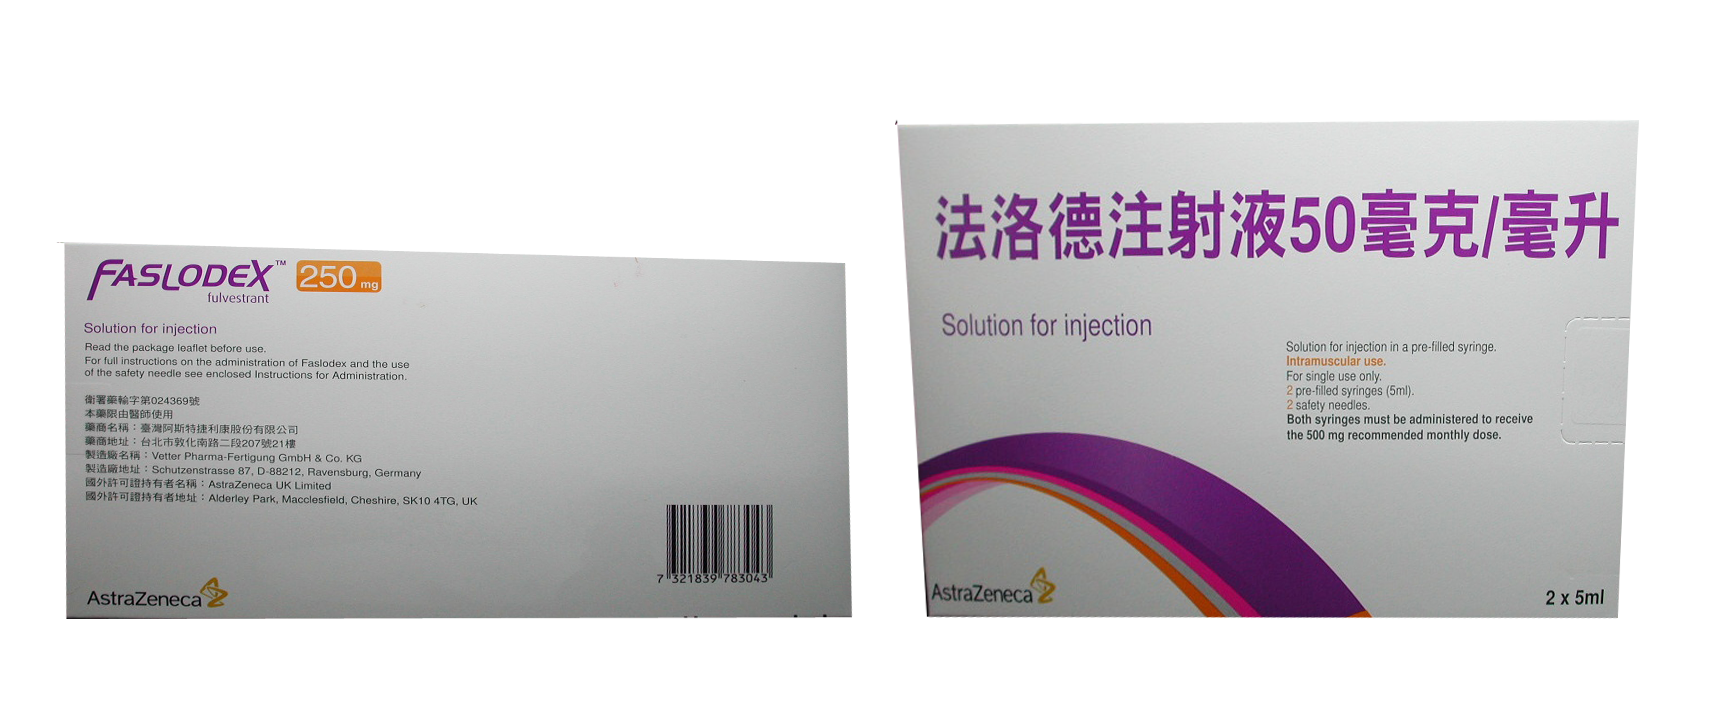 FASLODEX™ 250 mg
fulvestrant
Solution for injection
Read the package leaflet before use.
For full instructions on the administration of Faslodex and the use
of the safety needle see enclosed Instructions for Administration.
衛署藥輸字第024369號
本藥限由醫師使用
藥商名稱：臺灣阿斯特捷利康股份有限公司
藥商地址：台北市敦化南路二段207號21樓
製造廠名稱：Vetter Pharma-Fertigung GmbH & Co. KG
製造廠地址：Schutzenstrasse 87, D-88212, Ravensburg, Germany
國外許可證持有者名稱：AstraZeneca UK Limited
國外許可證持有者地址：Alderley Park, Macclesfield, Cheshire, SK10 4TG, UK
7 321839 783043
AstraZeneca
法洛德注射液50毫克/毫升
Solution for injection
Solution for injection in a pre-filled syringe.
Intramuscular use.
For single use only.
2 pre-filled syringes (5ml).
2 safety needles.
Both syringes must be administered to receive
the 500 mg recommended monthly dose.
AstraZeneca
2 x 5ml